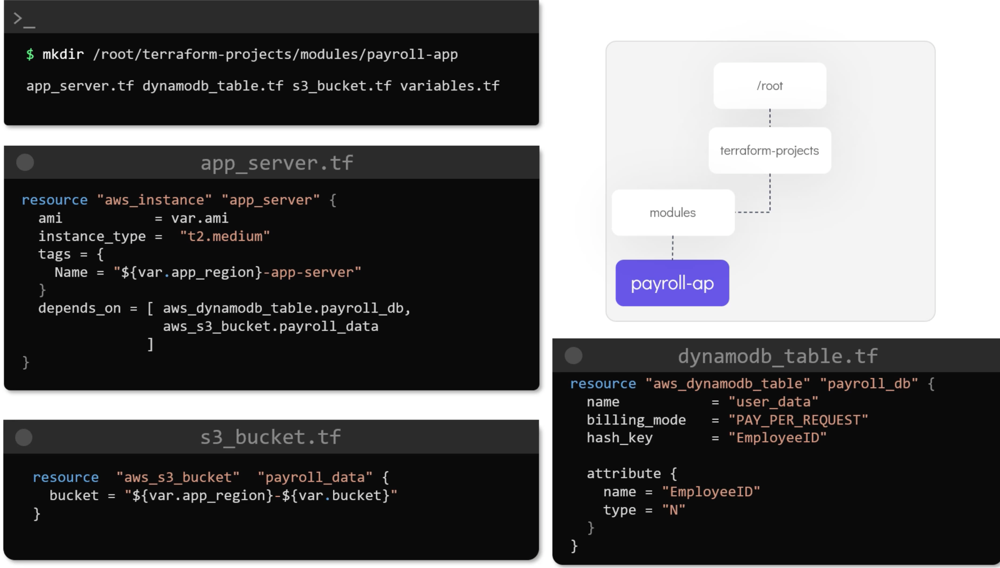 >_
$ mkdir /root/terraform-projects/modules/payroll-app
app_server.tf dynamodb_table.tf s3_bucket.tf variables.tf
app_server.tf
resource "aws_instance" "app_server" {
  ami           = var.ami
  instance_type =  "t2.medium"
  tags = {
    Name = "${var.app_region}-app-server"
  }
  depends_on = [ aws_dynamodb_table.payroll_db,
                 aws_s3_bucket.payroll_data
               ]
}
s3_bucket.tf
resource  "aws_s3_bucket"  "payroll_data" {
  bucket = "${var.app_region}-${var.bucket}"
}
/root
terraform-projects
modules
payroll-ap
dynamodb_table.tf
resource "aws_dynamodb_table" "payroll_db" {
  name           = "user_data"
  billing_mode   = "PAY_PER_REQUEST"
  hash_key       = "EmployeeID"
  attribute {
    name = "EmployeeID"
    type = "N"
  }
}